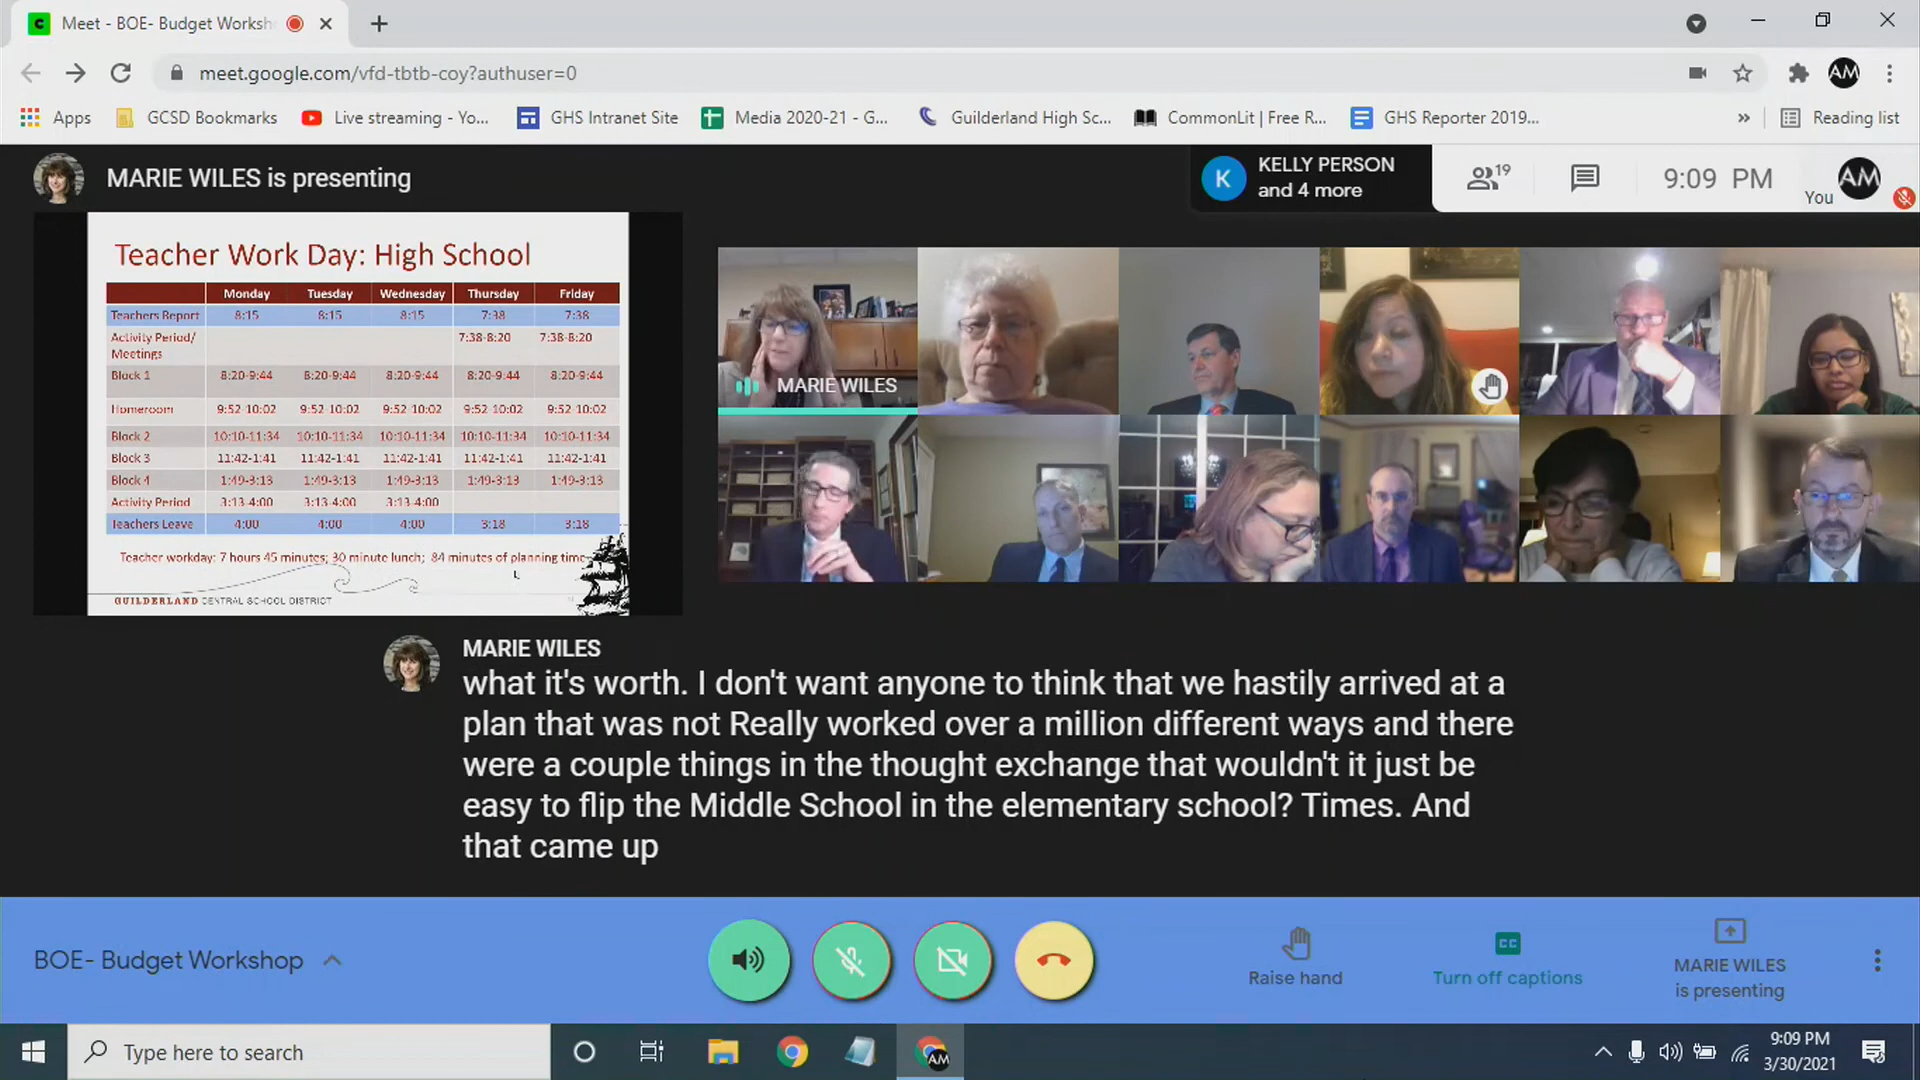 Meet - BOE- Budget Worksh
meet.google.com/vfd-tbtb-coy?authuser=0
AM
Apps
GCSD Bookmarks
Live streaming - Yo...
GHS Intranet Site
Media 2020-21 - G...
Guilderland High Sc...
CommonLit | Free R...
GHS Reporter 2019...
»
Reading list
MARIE WILES is presenting
K
KELLY PERSON
and 4 more
19
9:09 PM
You
AM
Teacher Work Day: High School
Monday Tuesday Wednesday Thursday Friday
Teachers Report 8:15 8:15 8:15 7:38 7:38
Activity Period/ 7:38-8:20 7:38-8:20
Meetings
Block 1 8:20-9:44 8:20-9:44 8:20-9:44 8:20-9:44 8:20-9:44
Homeroom 9:52-10:02 9:52-10:02 9:52-10:02 9:52-10:02 9:52-10:02
Block 2 10:10-11:34 10:10-11:34 10:10-11:34 10:10-11:34 10:10-11:34
Block 3 11:42-1:41 11:42-1:41 11:42-1:41 11:42-1:41 11:42-1:41
Block 4 1:49-3:13 1:49-3:13 1:49-3:13 1:49-3:13 1:49-3:13
Activity Period 3:13-4:00 3:13-4:00 3:13-4:00
Teachers Leave 4:00 4:00 4:00 3:18 3:18
Teacher workday: 7 hours 45 minutes; 30 minute lunch; 84 minutes of planning time
GUILDERLAND CENTRAL SCHOOL DISTRICT
MARIE WILES
MARIE WILES
what it's worth. I don't want anyone to think that we hastily arrived at a
plan that was not Really worked over a million different ways and there
were a couple things in the thought exchange that wouldn't it just be
easy to flip the Middle School in the elementary school? Times. And
that came up
BOE- Budget Workshop
Raise hand
CC
Turn off captions
MARIE WILES
is presenting
Type here to search
AM
9:09 PM
3/30/2021